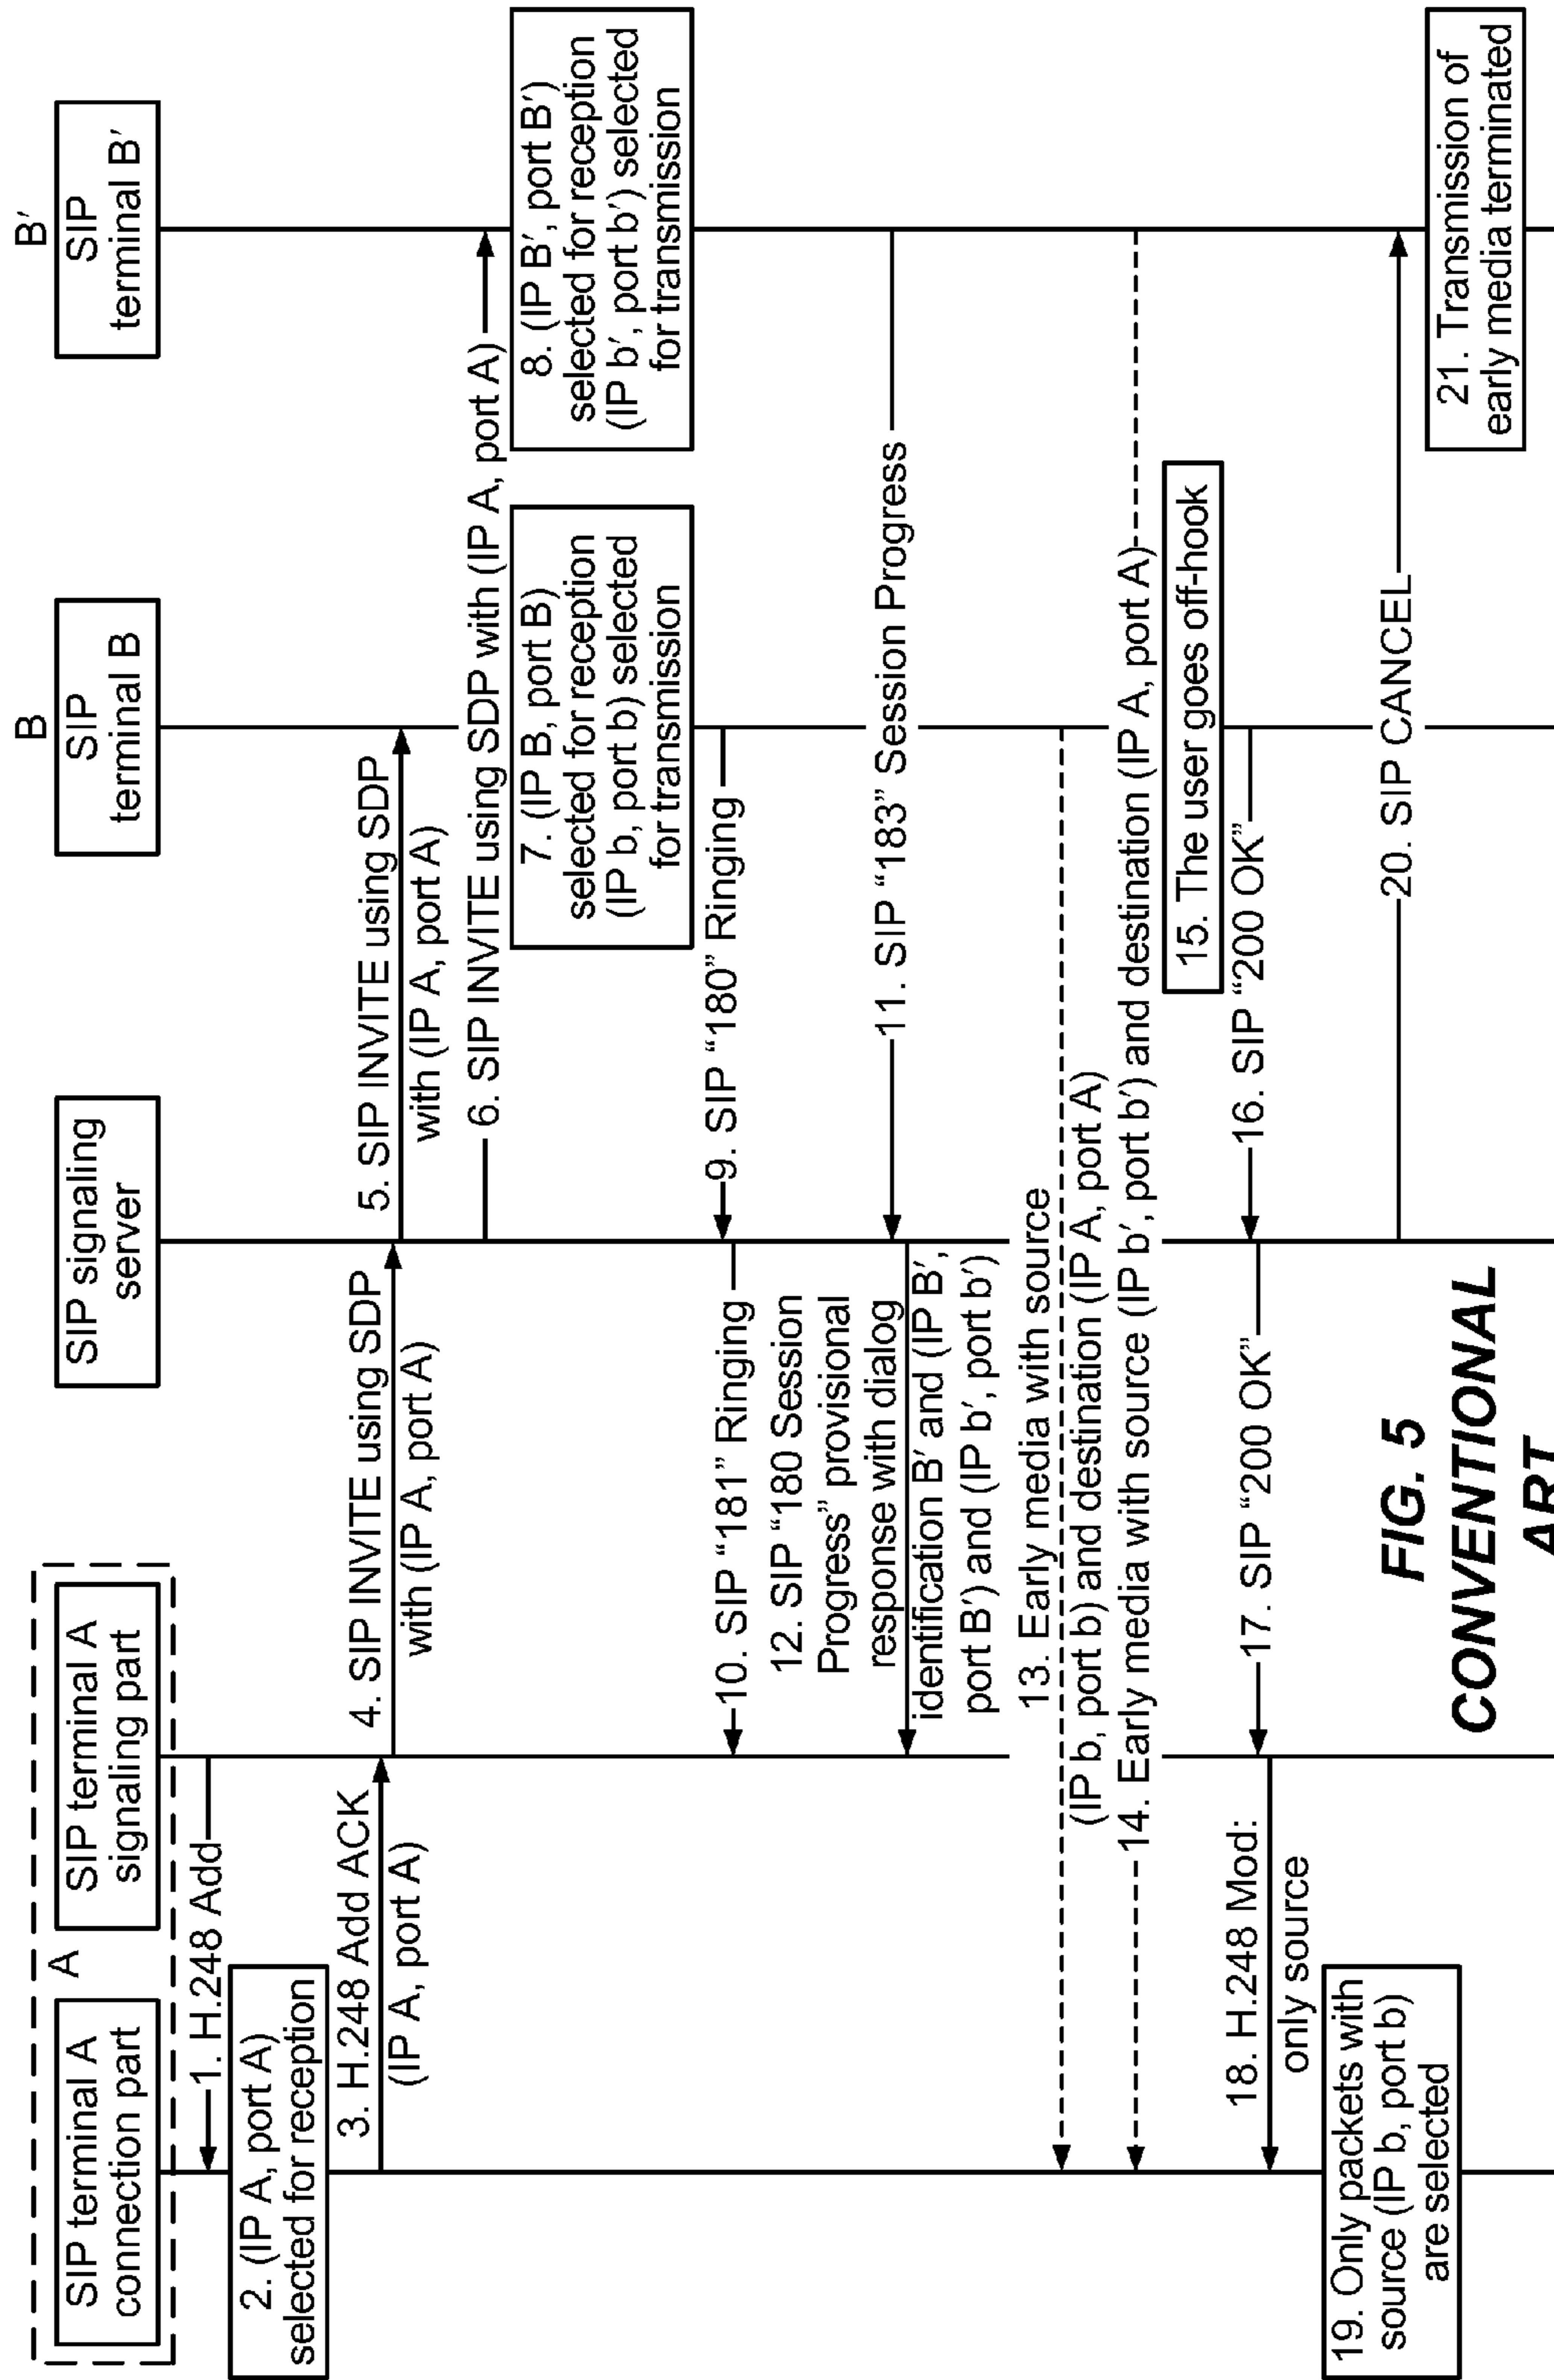 A
B
B′
SIP terminal A
connection part
SIP terminal A
signaling part
SIP signaling
server
SIP
terminal B
SIP
terminal B′
1. H.248 Add
2. (IP A, port A)
selected for reception
3. H.248 Add ACK
(IP A, port A)
4. SIP INVITE using SDP
with (IP A, port A)
5. SIP INVITE using SDP
with (IP A, port A)
6. SIP INVITE using SDP with (IP A, port A)
7. (IP B, port B)
selected for reception
(IP b, port b) selected
for transmission
8. (IP B′, port B′)
selected for reception
(IP b′, port b′) selected
for transmission
9. SIP “180” Ringing
10. SIP “181” Ringing
11. SIP “183” Session Progress
12. SIP “180 Session
Progress” provisional
response with dialog
identification B′ and (IP B′,
port B′) and (IP b′, port b′)
13. Early media with source
(IP b, port b) and destination (IP A, port A)
14. Early media with source (IP b′, port b′) and destination (IP A, port A)
15. The user goes off-hook
16. SIP “200 OK”
17. SIP “200 OK”
18. H.248 Mod:
only source
19. Only packets with
source (IP b, port b)
are selected
20. SIP CANCEL
21. Transmission of
early media terminated
FIG. 5
CONVENTIONAL
ART